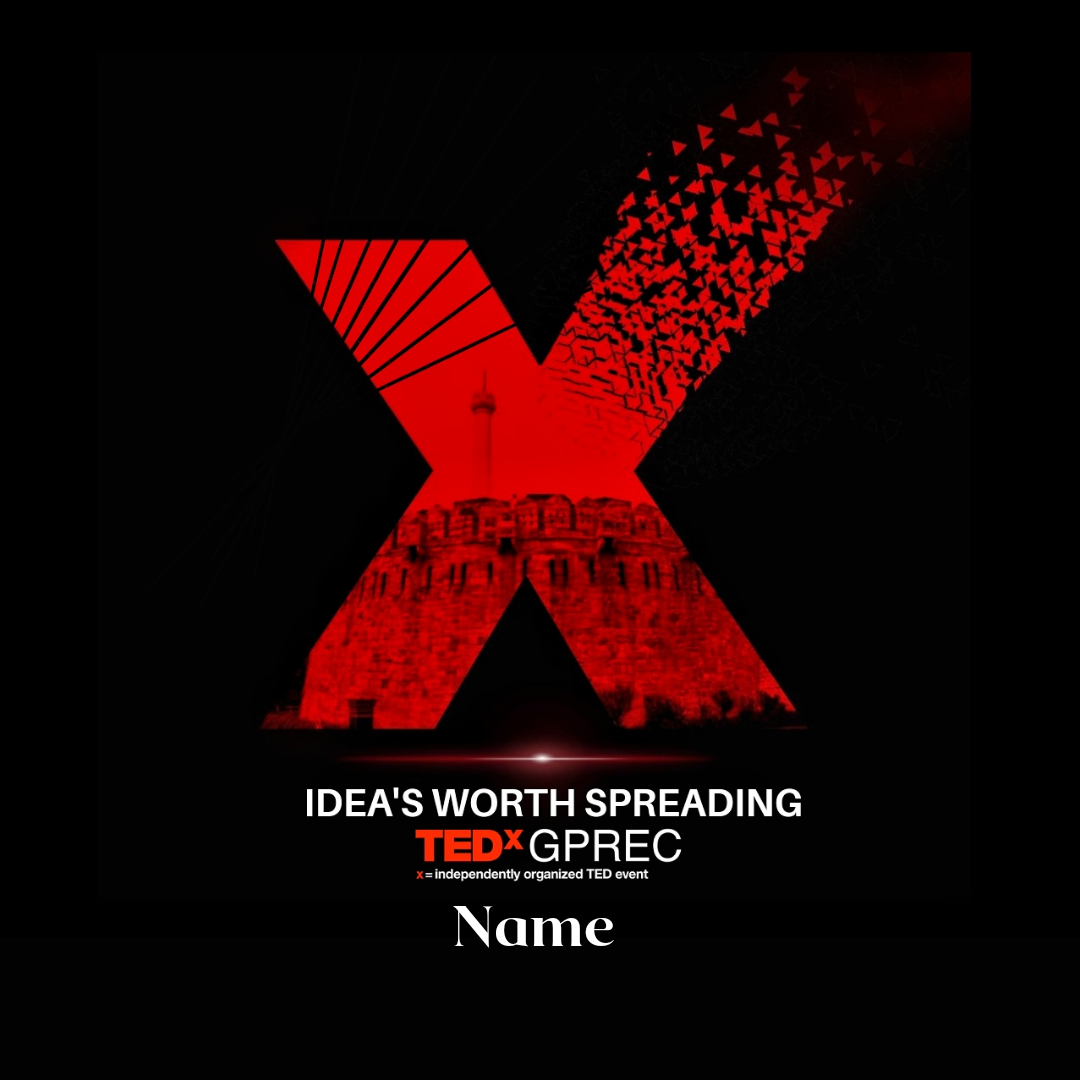 IDEA'S WORTH SPREADING
TEDx GPREC
x = independently organized TED event
Name